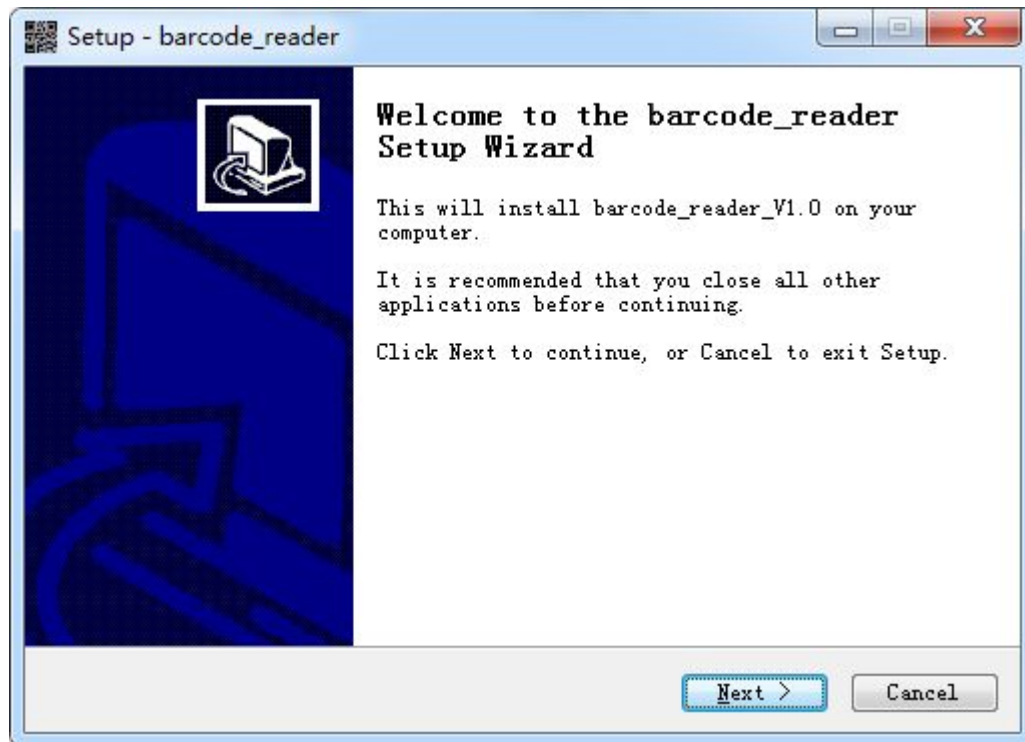 Setup - barcode_reader
Welcome to the barcode_reader
Setup Wizard
This will install barcode_reader_V1.0 on your
computer.
It is recommended that you close all other
applications before continuing.
Click Next to continue, or Cancel to exit Setup.
Next >
Cancel